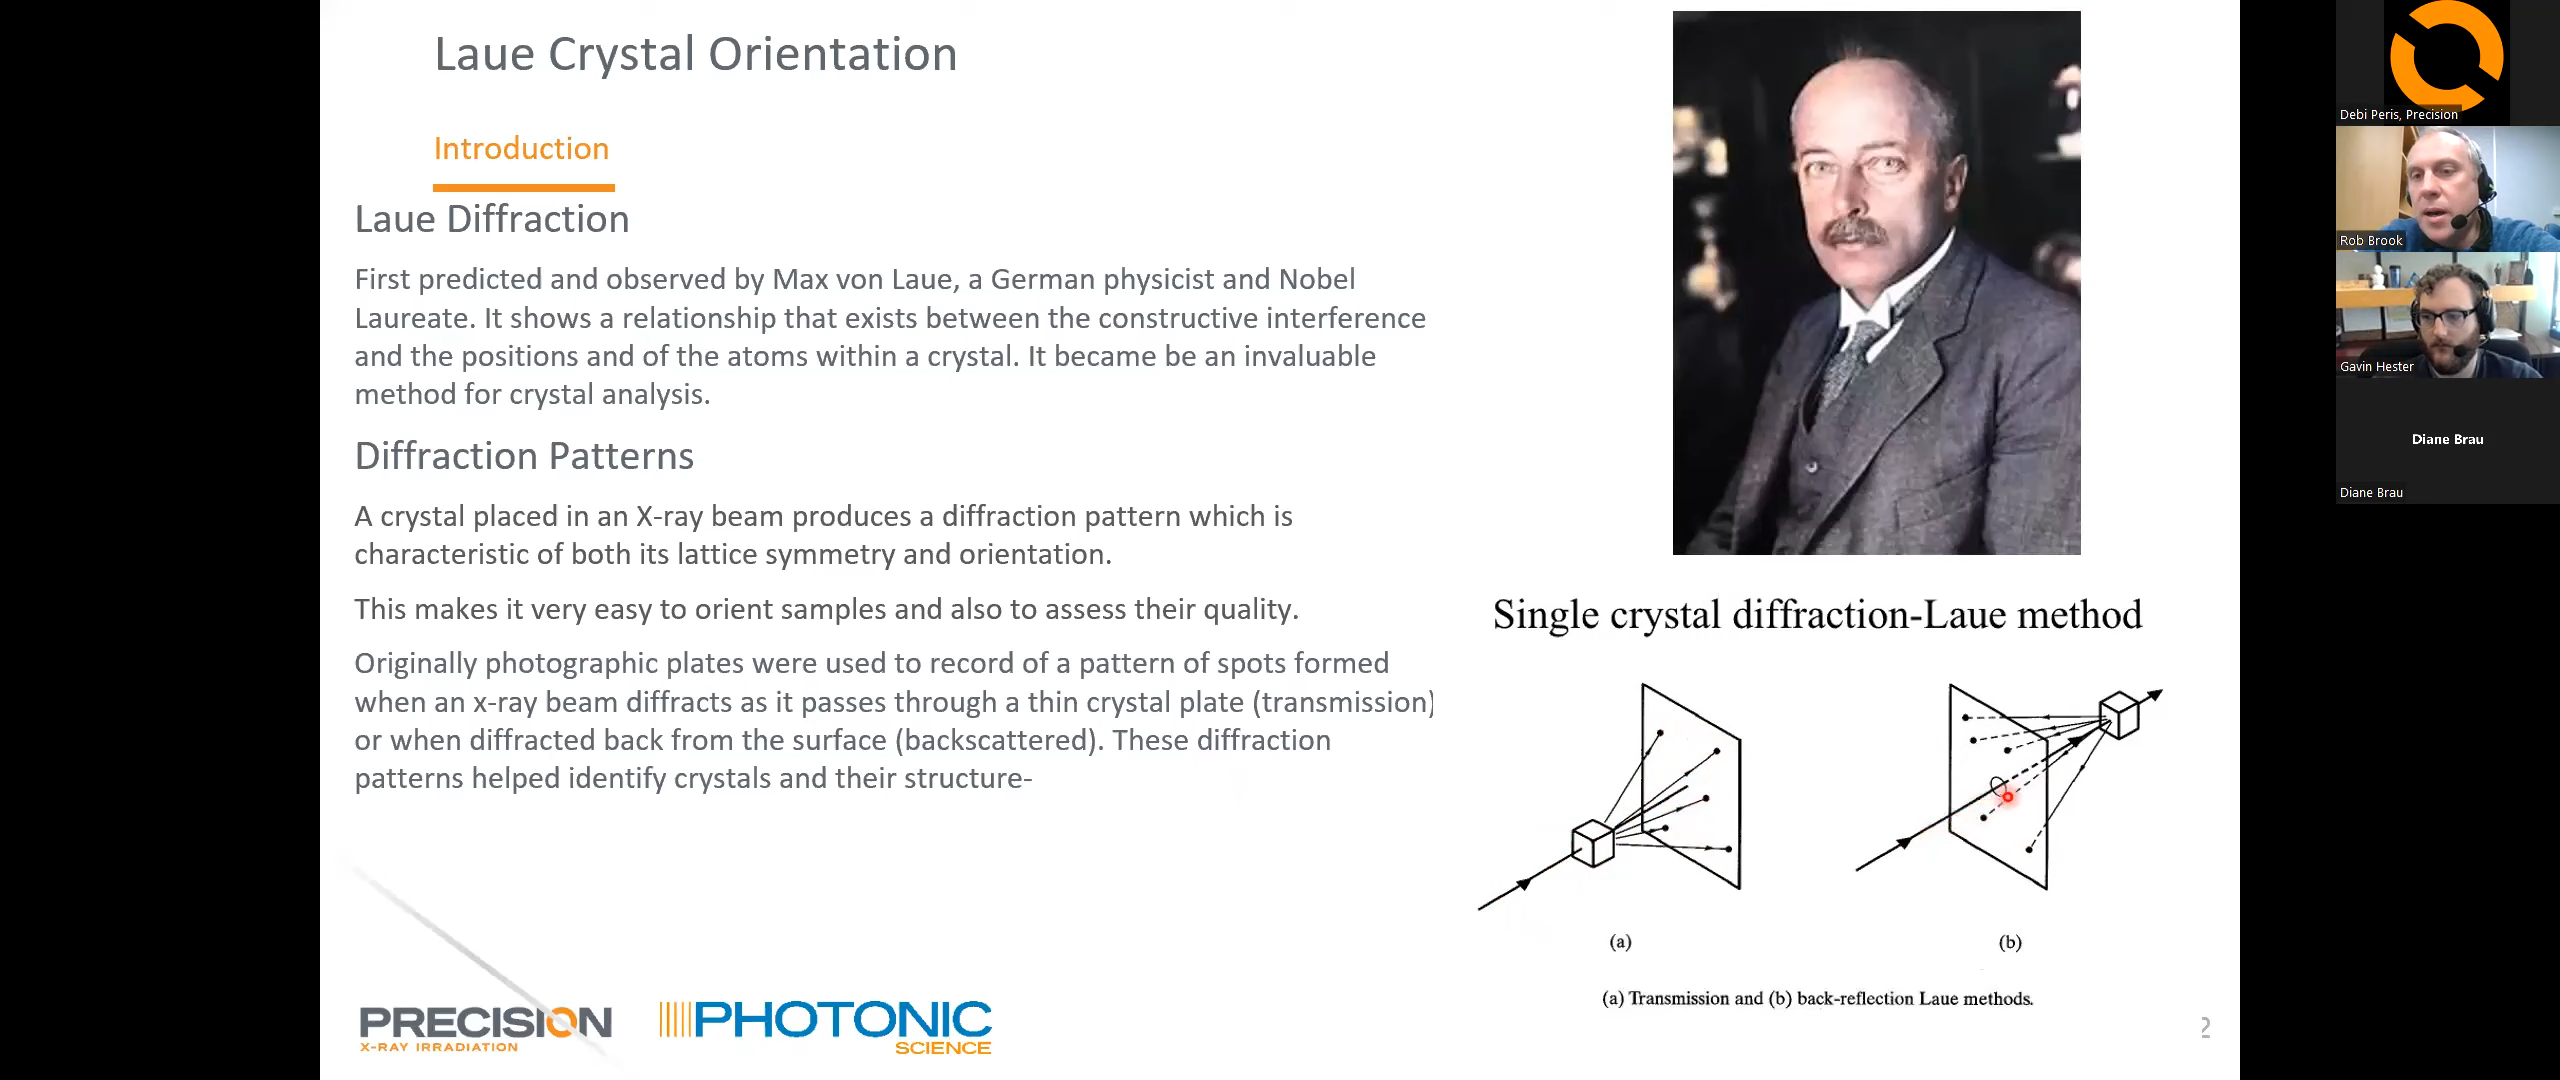 Laue Crystal Orientation
Introduction
Laue Diffraction
First predicted and observed by Max von Laue, a German physicist and Nobel
Laureate. It shows a relationship that exists between the constructive interference
and the positions and of the atoms within a crystal. It became be an invaluable
method for crystal analysis.
Diffraction Patterns
A crystal placed in an X-ray beam produces a diffraction pattern which is
characteristic of both its lattice symmetry and orientation.
This makes it very easy to orient samples and also to assess their quality.
Originally photographic plates were used to record of a pattern of spots formed
when an x-ray beam diffracts as it passes through a thin crystal plate (transmission)
or when diffracted back from the surface (backscattered). These diffraction
patterns helped identify crystals and their structure-
PRECISION
X-RAY IRRADIATION
PHOTONIC
SCIENCE
Single crystal diffraction-Laue method
(a)
(b)
(a) Transmission and (b) back-reflection Laue methods.
2
Debi Peris, Precision
Rob Brook
Gavin Hester
Diane Brau
Diane Brau